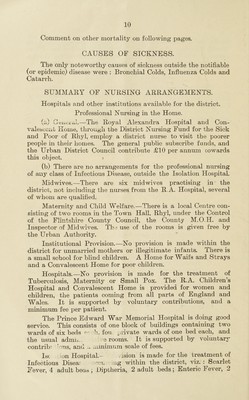 10
Comment on other mortality on following pages.
CAUSES OF SICKNESS.
The only noteworthy causes of sickness outside the notifiable
(or epidemic) disease were : Bronchial Colds, Influenza Colds and
Catarrh.
SUMMARY OF NURSING ARRANGEMENTS.
Hospitals and other institutions available for the district.
Professional Nursing in the Home.
(a) General.—The Royal Alexandra Hospital and Con-
valescent Home, through the District Nursing Fund for the Sick
and Poor of Rhyl, employ a district nurse to visit the poorer
people in their homes. The general public subscribe funds, and
the Urban District Council contribute £10 per annum towards
this object.
(b) There are no arrangements for the professional nursing
of any class of Infectious Disease, outside the Isolation Hospital.
Midwives.—There are six midwives practising in the
district, not including the nurses from the R.A. Hospital, several
of whom are qualified.
Maternity and Child Welfare.—There is a local Centre con-
sisting of two rooms in the Town Hall, Rhyl, under the Control
of the Flintshire County Council, the County M.O.H. and
Inspector of Midwives. The use of the rooms is given free by
the Urban Authority.
Institutional Provision.—No provision is made within the
district for unmarried mothers or illegitimate infants. There is
a small school for blind children. A Home for Waifs and Strays
and a Convalescent Home for poor children.
Hospitals.—No provision is made for the treatment of
Tuberculosis, Maternity or Small Pox. The R.A. Children's
Hospital and Convalescent Home is provided for women and
children, the patients coming from all parts of England and
Wales. It is supported by voluntary contributions, and a
minimum fee per patient.
The Prince Edward War Memorial Hospital is doing good
service. This consists of one block of buildings containing two
wards of six beds private wards of one bed each, and
the usual rooms. It is supported by voluntary
and minimum scale of fees.
Hospital. is made for the treatment of
Infectious within the district, viz. : Scarlet
Fever, 4 adult beds ; Diptheria, 2 adult beds ; Enteric Fever, 2